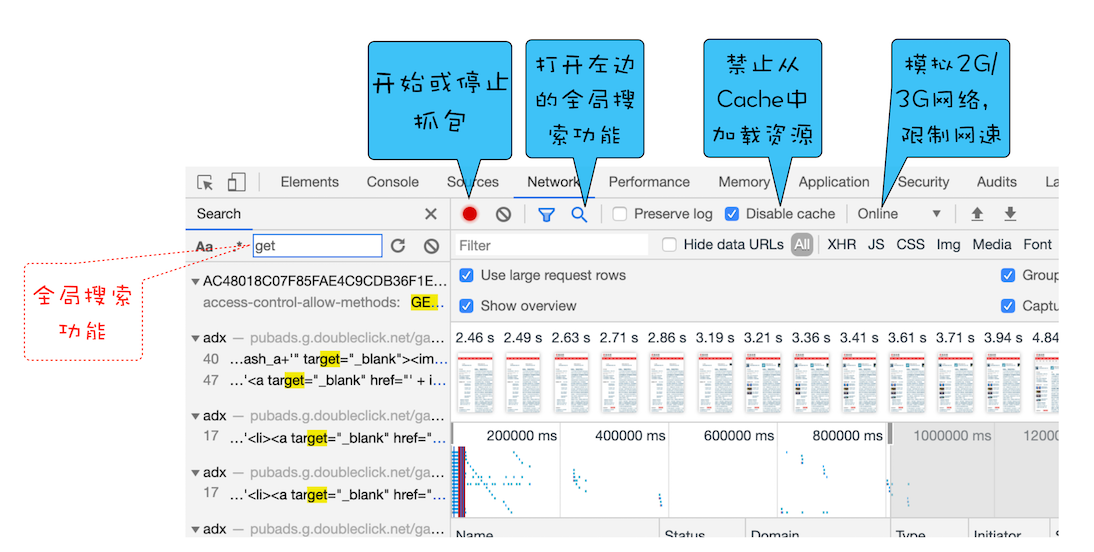 开始或停止
抓包
打开左边
的全局搜
索功能
禁止从
Cache中
加载资源
模拟2G/
3G网络，
限制网速
Elements Console Sources Network Performance Memory Application Security Audits La
Search
Preserve log Disable cache Online
Aa .* get
Filter Hide data URLs All XHR JS CSS Img Media Font
全局搜索
功能
AC48018C07F85FAE4C9CDB36F1E…
access-control-allow-methods: GE…
adx — pubads.g.doubleclick.net/ga…
40 …ash_a+'" target="_blank"><im…
47 …'<a target="_blank" href="' + i…
adx — pubads.g.doubleclick.net/ga…
17 …'<li><a target="_blank" href="…
adx — pubads.g.doubleclick.net/ga…
17 …'<li><a target="_blank" href="…
adx — pubads.g.doubleclick.net/ga…
Use large request rows Group
Show overview Captu
2.46 s 2.49 s 2.53 s 2.71 s 2.86 s 3.19 s 3.21 s 3.36 s 3.41 s 3.61 s 3.71 s 3.94 s 4.84
200000 ms 400000 ms 600000 ms 800000 ms 1000000 ms 12000
Name Status Domain Type Initiator